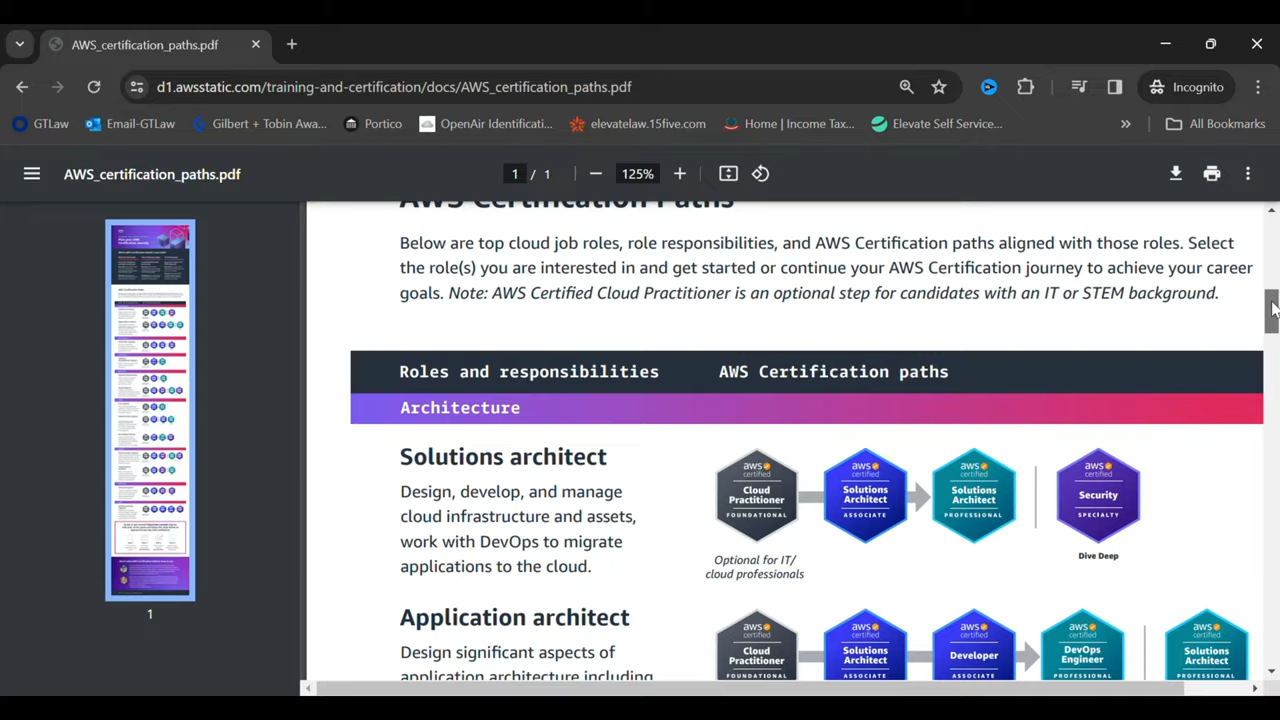 AWS_certification_paths.pdf
d1.awsstatic.com/training-and-certification/docs/AWS_certification_paths.pdf
Incognito
GTLaw
Email-GTLaw
Gilbert + Tobin Awa...
Portico
OpenAir Identificati...
elevatelaw.15five.com
Home | Income Tax...
Elevate Self Service...
»
All Bookmarks
AWS_certification_paths.pdf
1 / 1
125%
1
AWS Certification Paths
Below are top cloud job roles, role responsibilities, and AWS Certification paths aligned with those roles. Select
the role(s) you are interested in and get started or continue your AWS Certification journey to achieve your career
goals. Note: AWS Certified Cloud Practitioner is an optional step for candidates with an IT or STEM background.
Roles and responsibilities
AWS Certification paths
Architecture
Solutions architect
Design, develop, and manage
cloud infrastructure and assets,
work with DevOps to migrate
applications to the cloud.
aws
certified
Cloud
Practitioner
FOUNDATIONAL
Optional for IT/
cloud professionals
aws
certified
Solutions
Architect
ASSOCIATE
aws
certified
Solutions
Architect
PROFESSIONAL
aws
certified
Security
SPECIALTY
Dive Deep
Application architect
Design significant aspects of
application architecture including
aws
certified
Cloud
Practitioner
FOUNDATIONAL
aws
certified
Solutions
Architect
ASSOCIATE
aws
certified
Developer
ASSOCIATE
aws
certified
DevOps
Engineer
PROFESSIONAL
aws
certified
Solutions
Architect
PROFESSIONAL